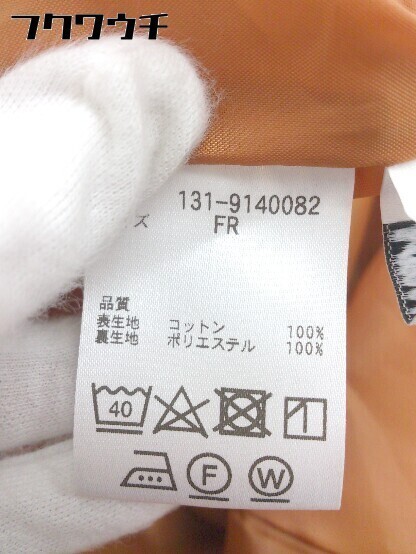 フクワウチ
131-9140082
ズ FR
品質
表生地 コットン 100%
裏生地 ポリエステル 100%
40
F W